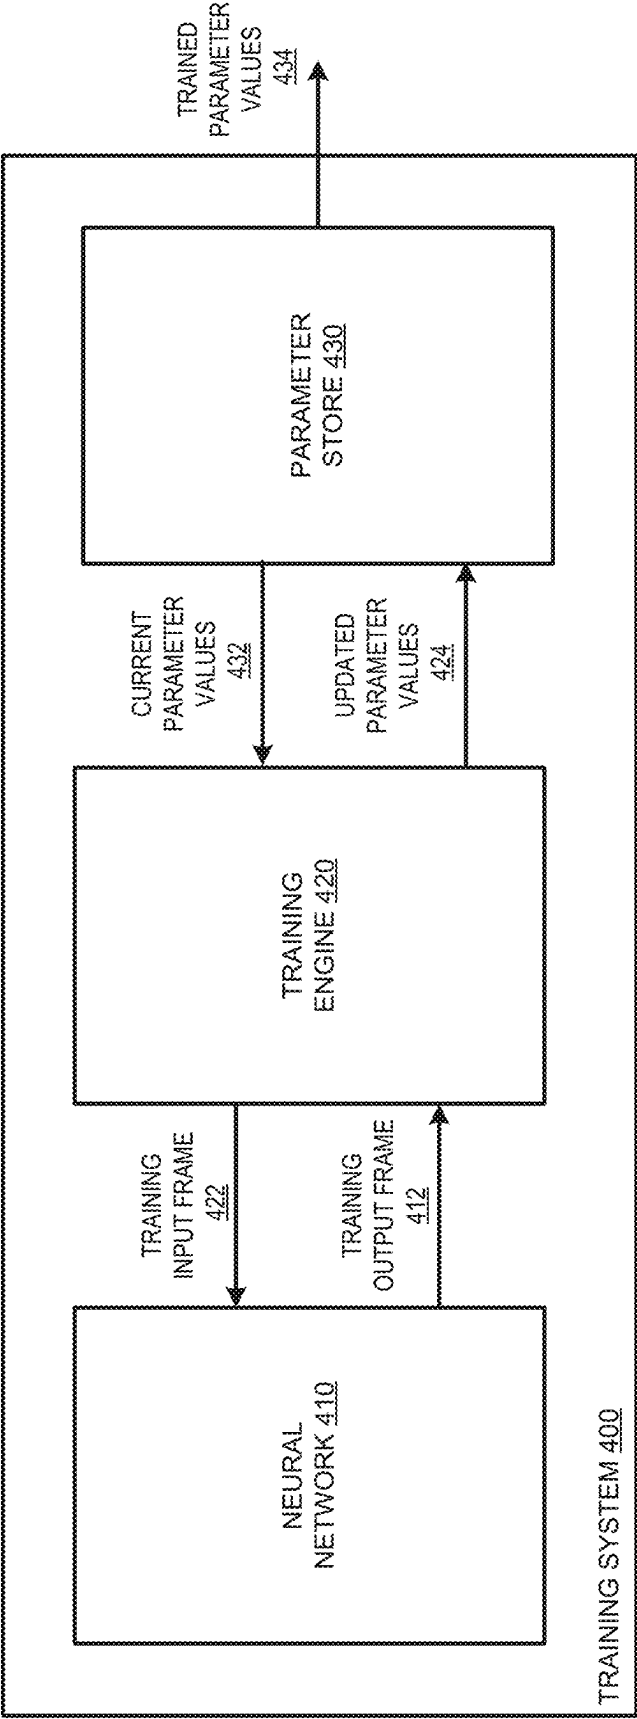 TRAINING SYSTEM 400
NEURAL
NETWORK 410
TRAINING
INPUT FRAME
422
TRAINING
OUTPUT FRAME
412
TRAINING
ENGINE 420
CURRENT
PARAMETER
VALUES
432
UPDATED
PARAMETER
VALUES
424
PARAMETER
STORE 430
TRAINED
PARAMETER
VALUES
434